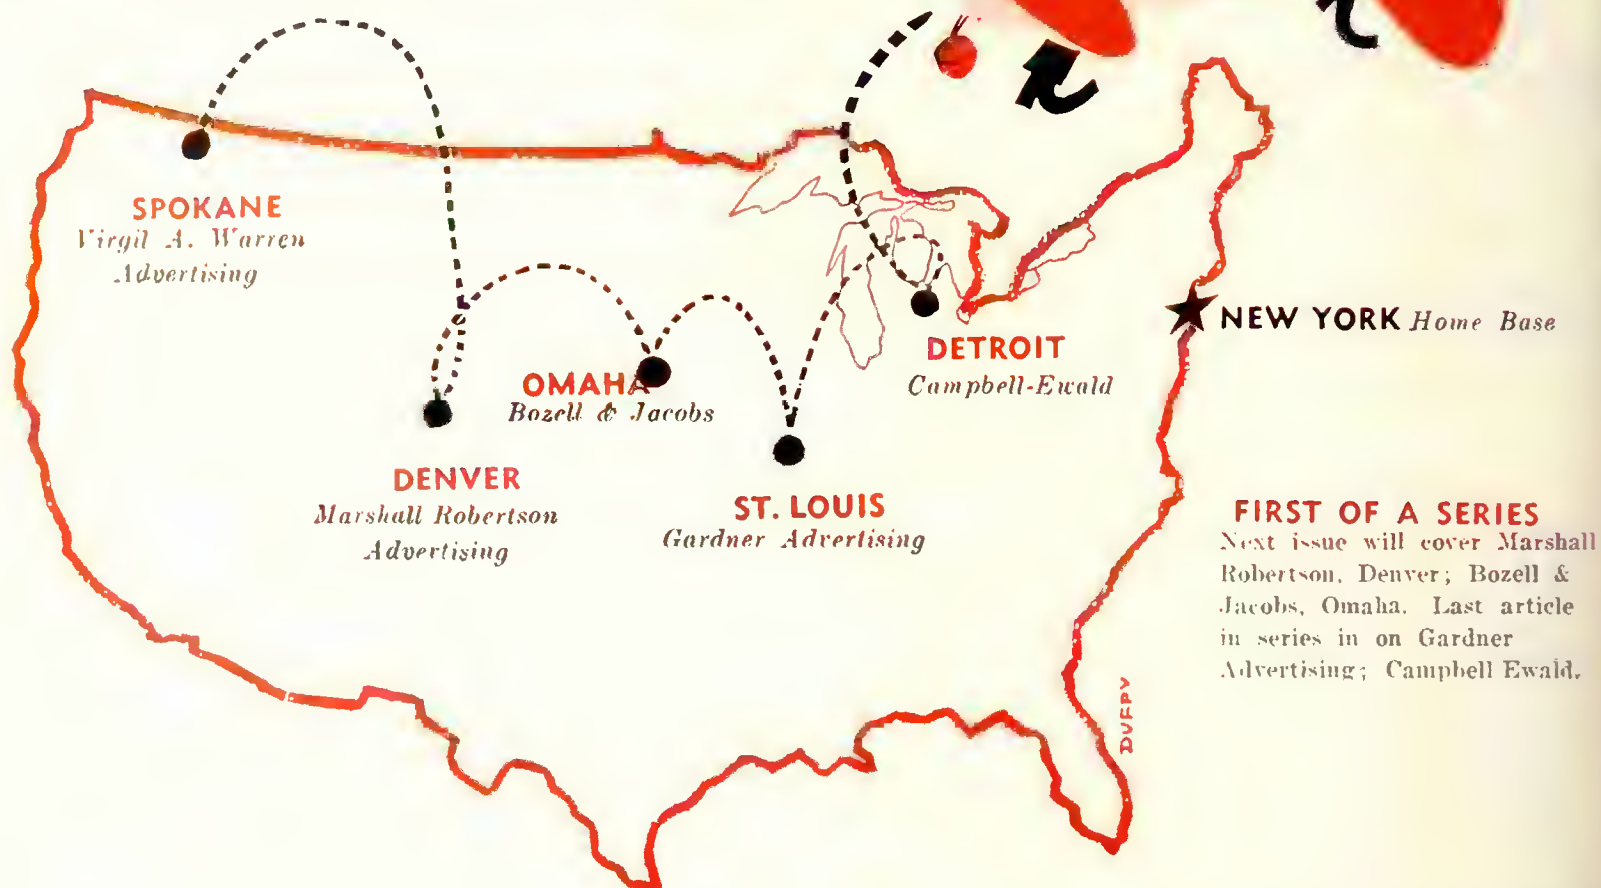 SPOKANE
Virgil A. Warren
Advertising
NEW YORK Home Base
DETROIT
Campbell-Ewald
OMAHA
Bozell & Jacobs
DENVER
Marshall Robertson
Advertising
ST. LOUIS
Gardner Advertising
FIRST OF A SERIES
Next issue will cover Marshall
Robertson, Denver; Bozell &
Jacobs, Omaha. Last article
in series in on Gardner
Advertising; Campbell Ewald.